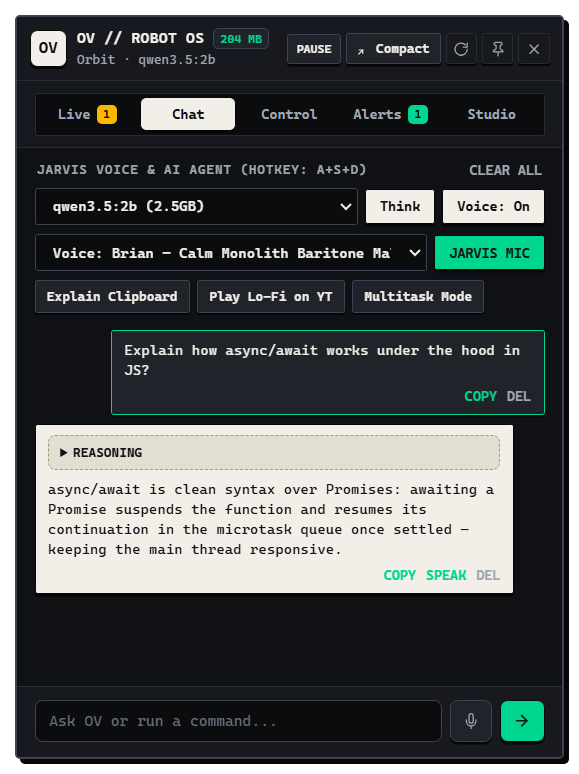 OV
OV // ROBOT OS 204 MB
Orbit · qwen3.5:2b
PAUSE
Compact
Live 1
Chat
Control
Alerts 1
Studio
JARVIS VOICE & AI AGENT (HOTKEY: A+S+D)
CLEAR ALL
qwen3.5:2b (2.5GB)
Think
Voice: On
Voice: Brian — Calm Monolith Baritone Ma
JARVIS MIC
Explain Clipboard
Play Lo-Fi on YT
Multitask Mode
Explain how async/await works under the hood in
JS?
COPY DEL
▶ REASONING
async/await is clean syntax over Promises: awaiting a
Promise suspends the function and resumes its
continuation in the microtask queue once settled —
keeping the main thread responsive.
COPY SPEAK DEL
Ask OV or run a command...